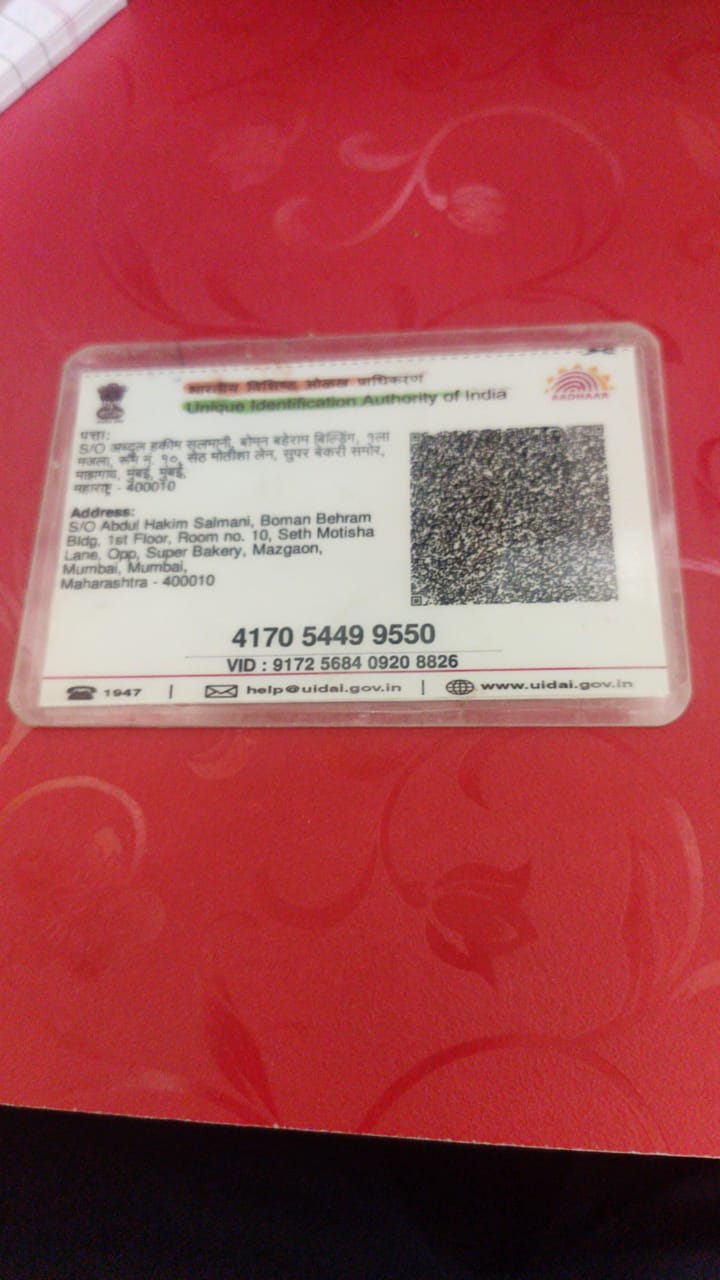 भारतीय विशिष्ट ओळख प्राधिकरण
Unique Identification Authority of India
AADHAAR
पत्ता:
S/O अब्दुल हकीम सलमानी, बोमन बहेराम बिल्डिंग, १ला
मजला, रूम नं १०, सेठ मोतीशा लेन, सुपर बेकरी समोर,
माझगाव, मुंबई, मुंबई,
महाराष्ट्र - 400010
Address:
S/O Abdul Hakim Salmani, Boman Behram
Bldg, 1st Floor, Room no. 10, Seth Motisha
Lane, Opp, Super Bakery, Mazgaon,
Mumbai, Mumbai,
Maharashtra - 400010
4170 5449 9550
VID : 9172 5684 0920 8826
1947 | help@uidai.gov.in | www.uidai.gov.in